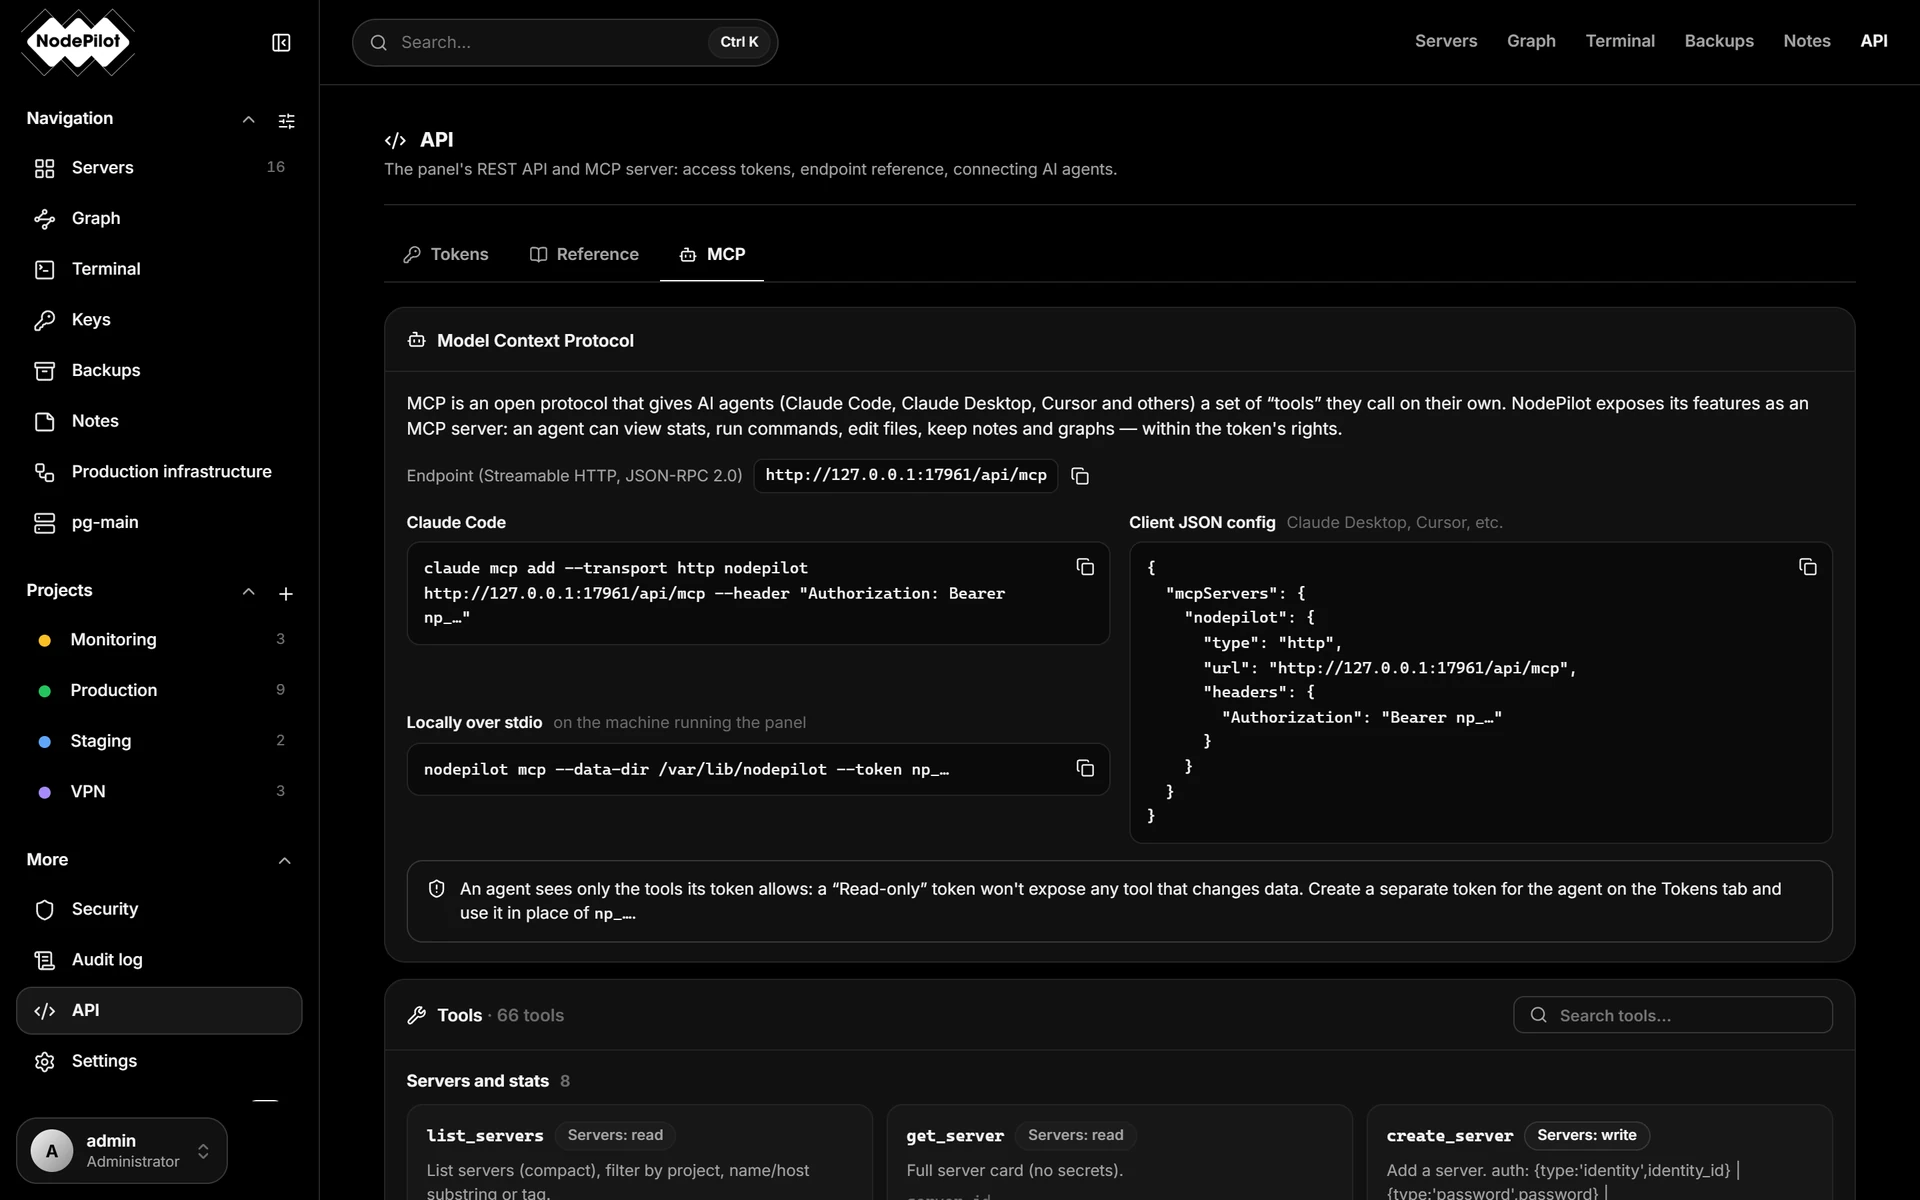 NodePilot
Search...
Ctrl K
Servers
Graph
Terminal
Backups
Notes
API
Navigation
Servers
16
Graph
Terminal
Keys
Backups
Notes
Production infrastructure
pg-main
Projects
Monitoring
3
Production
9
Staging
2
VPN
3
More
Security
Audit log
API
Settings
A
admin
Administrator
API
The panel's REST API and MCP server: access tokens, endpoint reference, connecting AI agents.
Tokens
Reference
MCP
Model Context Protocol
MCP is an open protocol that gives AI agents (Claude Code, Claude Desktop, Cursor and others) a set of “tools” they call on their own. NodePilot exposes its features as an
MCP server: an agent can view stats, run commands, edit files, keep notes and graphs — within the token's rights.
Endpoint (Streamable HTTP, JSON-RPC 2.0)
http://127.0.0.1:17961/api/mcp
Claude Code
claude mcp add --transport http nodepilot
http://127.0.0.1:17961/api/mcp --header "Authorization: Bearer
np_…"
Locally over stdio on the machine running the panel
nodepilot mcp --data-dir /var/lib/nodepilot --token np_…
Client JSON config Claude Desktop, Cursor, etc.
{
"mcpServers": {
"nodepilot": {
"type": "http",
"url": "http://127.0.0.1:17961/api/mcp",
"headers": {
"Authorization": "Bearer np_…"
}
}
}
}
An agent sees only the tools its token allows: a “Read-only” token won't expose any tool that changes data. Create a separate token for the agent on the Tokens tab and
use it in place of np_….
Tools · 66 tools
Search tools...
Servers and stats 8
list_servers
Servers: read
List servers (compact), filter by project, name/host
substring or tag.
get_server
Servers: read
Full server card (no secrets).
create_server
Servers: write
Add a server. auth: {type:'identity',identity_id} |
{type:'password',password} |